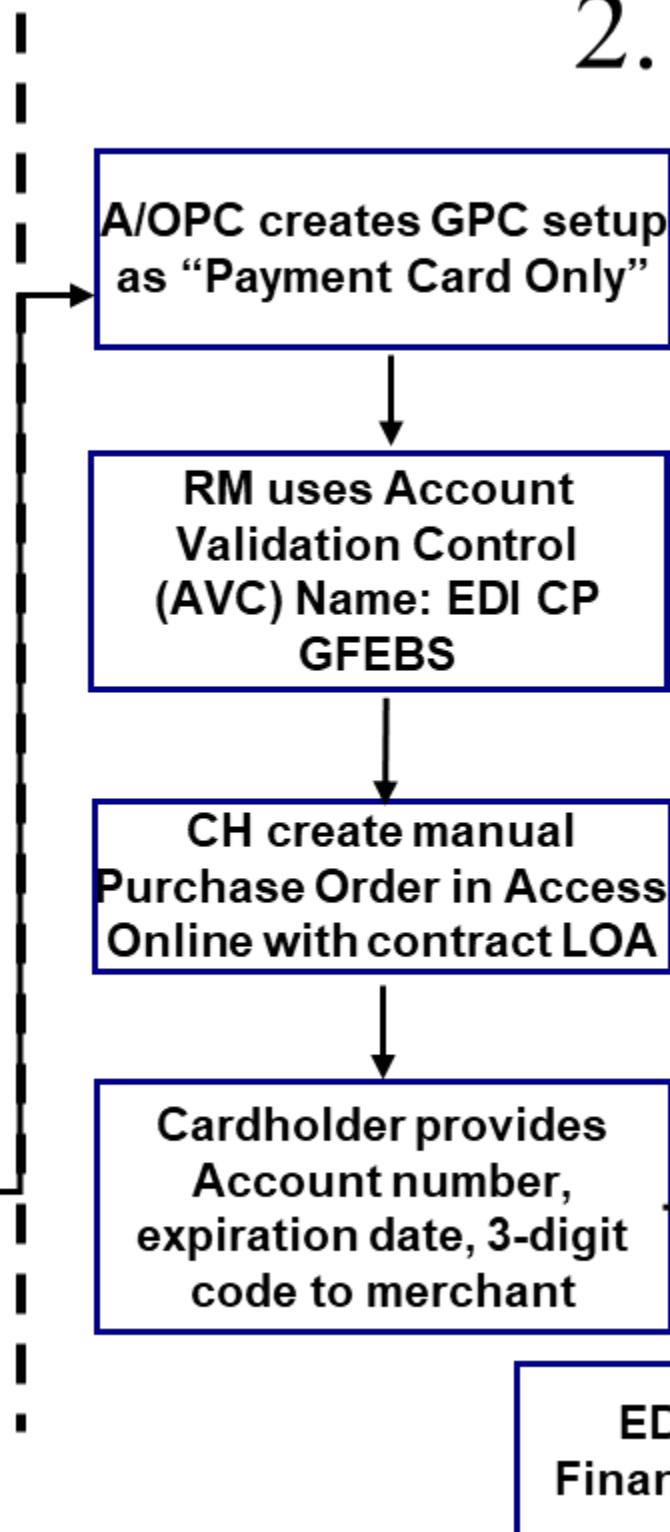 2.
A/OPC creates GPC setup
as “Payment Card Only”
RM uses Account
Validation Control
(AVC) Name: EDI CP
GFEBS
CH create manual
Purchase Order in Access
Online with contract LOA
Cardholder provides
Account number,
expiration date, 3-digit
code to merchant